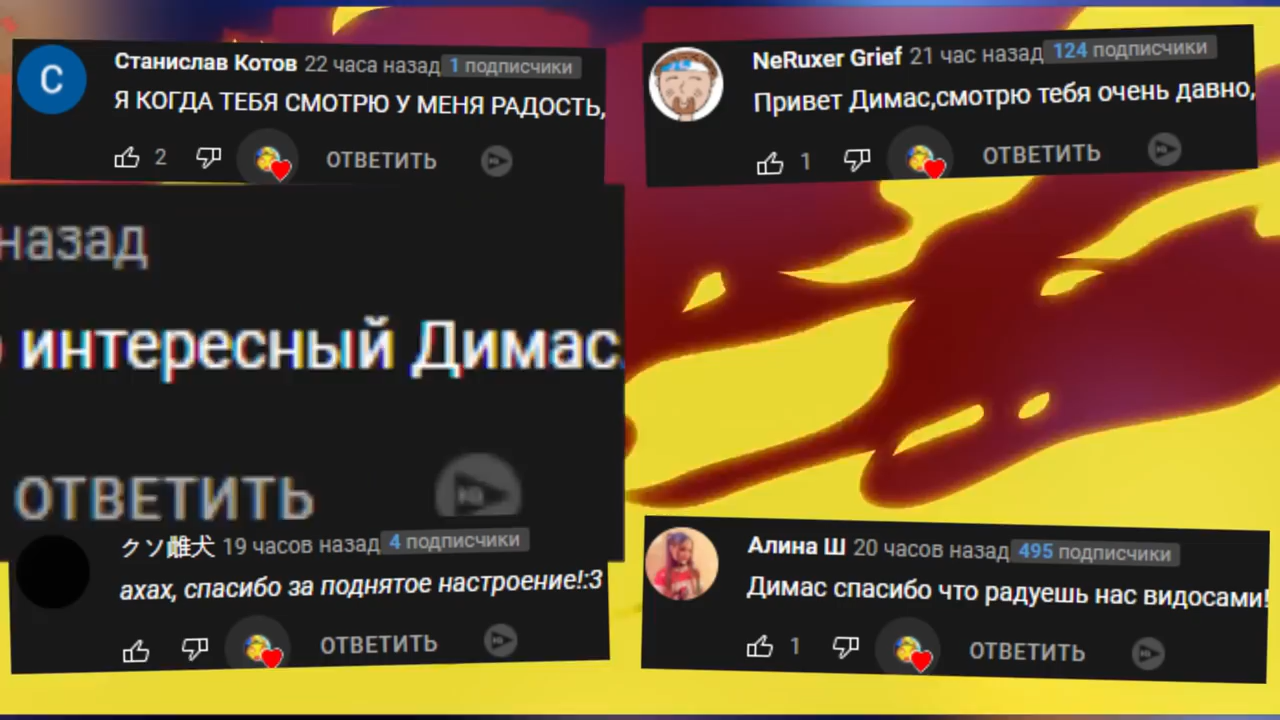 Станислав Котов 22 часа назад 1 подписчики
Я КОГДА ТЕБЯ СМОТРЮ У МЕНЯ РАДОСТЬ,
2 ОТВЕТИТЬ
NeRuxer Grief 21 час назад 124 подписчики
Привет Димас,смотрю тебя очень давно,
1 ОТВЕТИТЬ
назад
интересный Димас.
ОТВЕТИТЬ
クソ雌犬 19 часов назад 4 подписчики
ахах, спасибо за поднятое настроение!:3
ОТВЕТИТЬ
Алина Ш 20 часов назад 495 подписчики
Димас спасибо что радуешь нас видосами!
1 ОТВЕТИТЬ